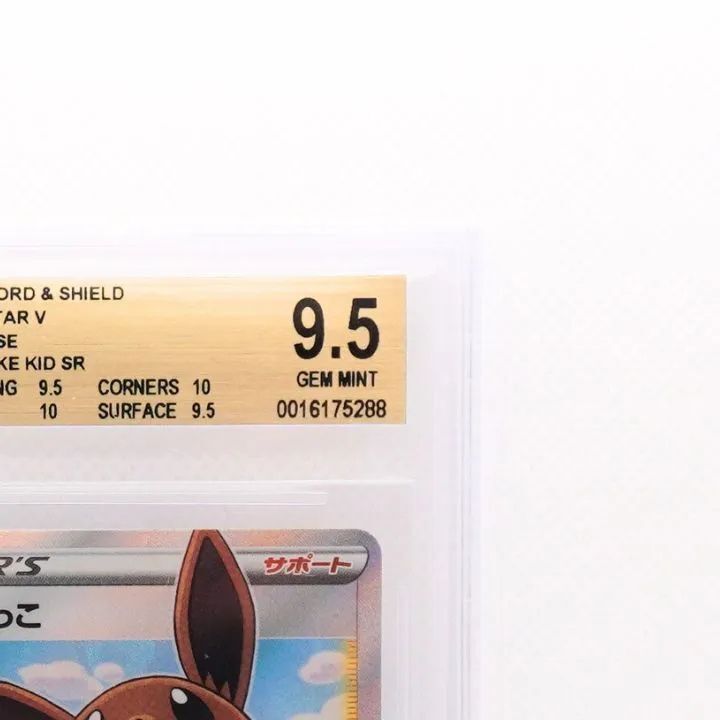 ORD & SHIELD
TAR V
SE
KE KID SR
NG 9.5 CORNERS 10
10 SURFACE 9.5
9.5
GEM MINT
0016175288
R'S
サポート
っこ